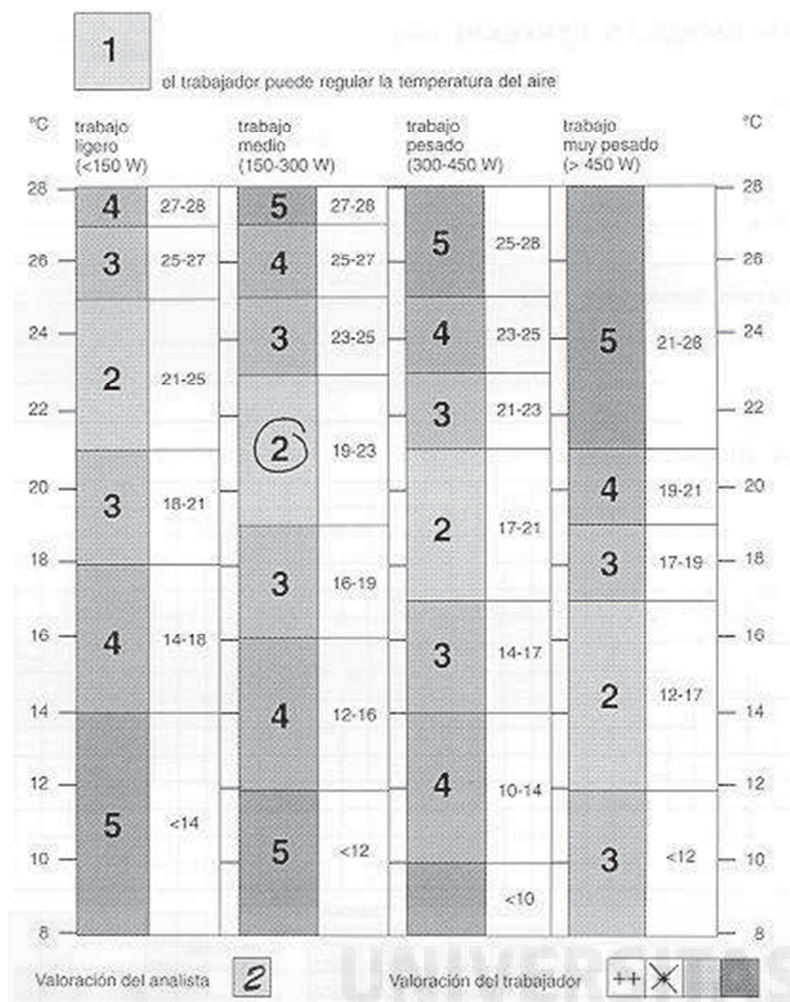 1
el trabajador puede regular la temperatura del aire
°C trabajo ligero (<150 W) trabajo medio (150-300 W) trabajo pesado (300-450 W) trabajo muy pesado (> 450 W) °C
28 4 27-28 5 27-28 28
26 3 25-27 4 25-27 5 25-28 26
24 3 23-25 4 23-25 5 21-28 24
2 21-25
22 3 21-23 22
2 19-23
20 3 18-21 4 19-21 20
2 17-21
18 3 16-19 3 17-19 18
16 4 14-18 3 14-17 16
2 12-17
14 4 12-16 14
12 4 10-14 12
5 <14
10 5 <12 3 <12 10
<10
8 8
Valoración del analista 2 Valoración del trabajador ++
UNIVERCITAS